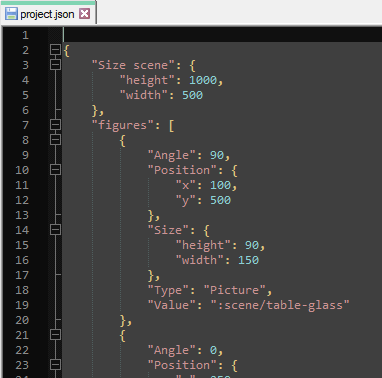 project.json
1
2 {
3 "Size scene": {
4 "height": 1000,
5 "width": 500
6 },
7 "figures": [
8 {
9 "Angle": 90,
10 "Position": {
11 "x": 100,
12 "y": 500
13 },
14 "Size": {
15 "height": 90,
16 "width": 150
17 },
18 "Type": "Picture",
19 "Value": ":scene/table-glass"
20 },
21 {
22 "Angle": 0,
23 "Position": {